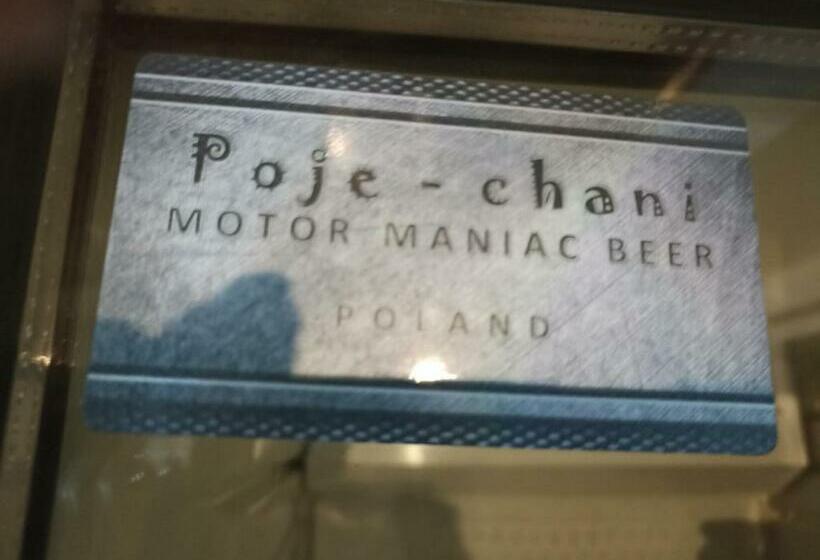 Poje - chani
MOTOR MANIAC BEER
POLAND